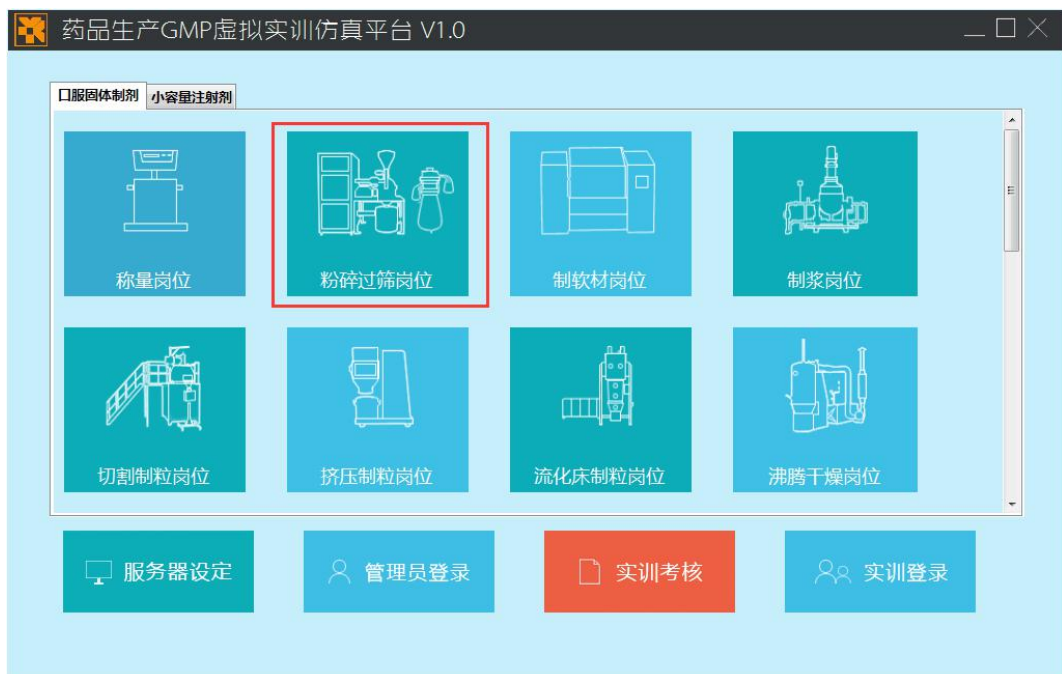 药品生产GMP虚拟实训仿真平台 V1.0
口服固体制剂 小容量注射剂
称量岗位 粉碎过筛岗位 制软材岗位 制浆岗位
切割制粒岗位 挤压制粒岗位 流化床制粒岗位 沸腾干燥岗位
服务器设定 管理员登录 实训考核 实训登录